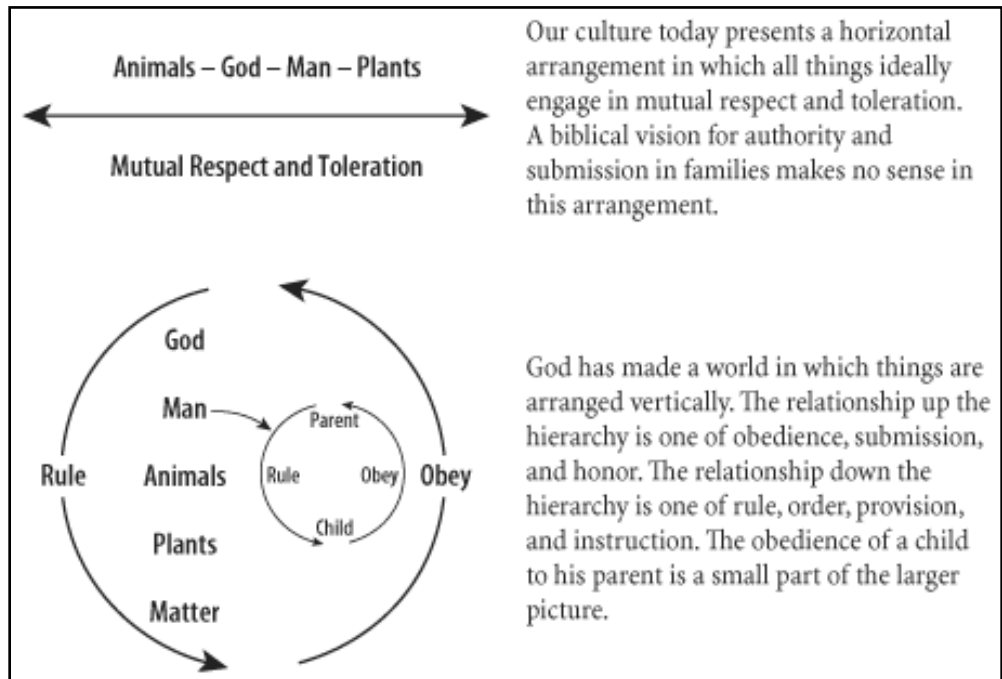 Animals – God – Man – Plants
Mutual Respect and Toleration
Our culture today presents a horizontal
arrangement in which all things ideally
engage in mutual respect and toleration.
A biblical vision for authority and
submission in families makes no sense in
this arrangement.
God
Man
Animals
Plants
Matter
Rule
Obey
Parent
Rule
Obey
Child
God has made a world in which things are
arranged vertically. The relationship up the
hierarchy is one of obedience, submission,
and honor. The relationship down the
hierarchy is one of rule, order, provision,
and instruction. The obedience of a child
to his parent is a small part of the larger
picture.